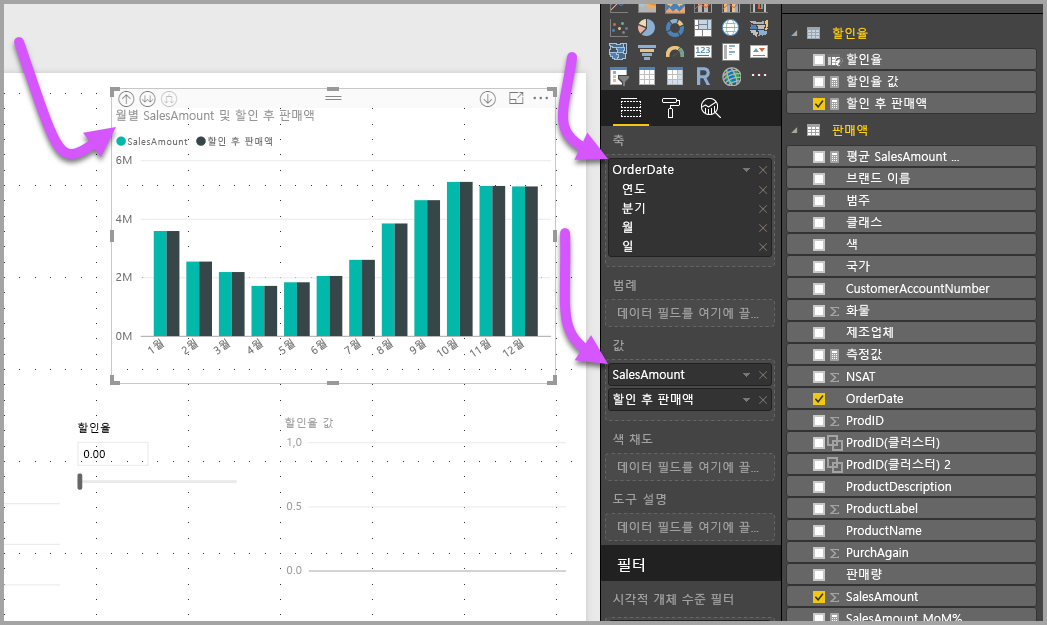 월별 SalesAmount 및 할인 후 판매액
SalesAmount 할인 후 판매액
6M
4M
2M
0M
1월 2월 3월 4월 5월 6월 7월 8월 9월 10월 11월 12월
할인율
0.00
할인율 값
1,0
0.5
0.0
123
R
축
OrderDate
연도
분기
월
일
범례
데이터 필드를 여기에 끌...
값
SalesAmount
할인 후 판매액
색 채도
데이터 필드를 여기에 끌...
도구 설명
데이터 필드를 여기에 끌...
필터
시각적 개체 수준 필터
할인율
할인율
할인율 값
할인 후 판매액
판매액
평균 SalesAmount ...
브랜드 이름
범주
클래스
색
국가
CustomerAccountNumber
화물
제조업체
측정값
NSAT
OrderDate
ProdID
ProdID(클러스터)
ProdID(클러스터) 2
ProductDescription
ProductLabel
ProductName
PurchAgain
판매량
SalesAmount
SalesAmount MoM%